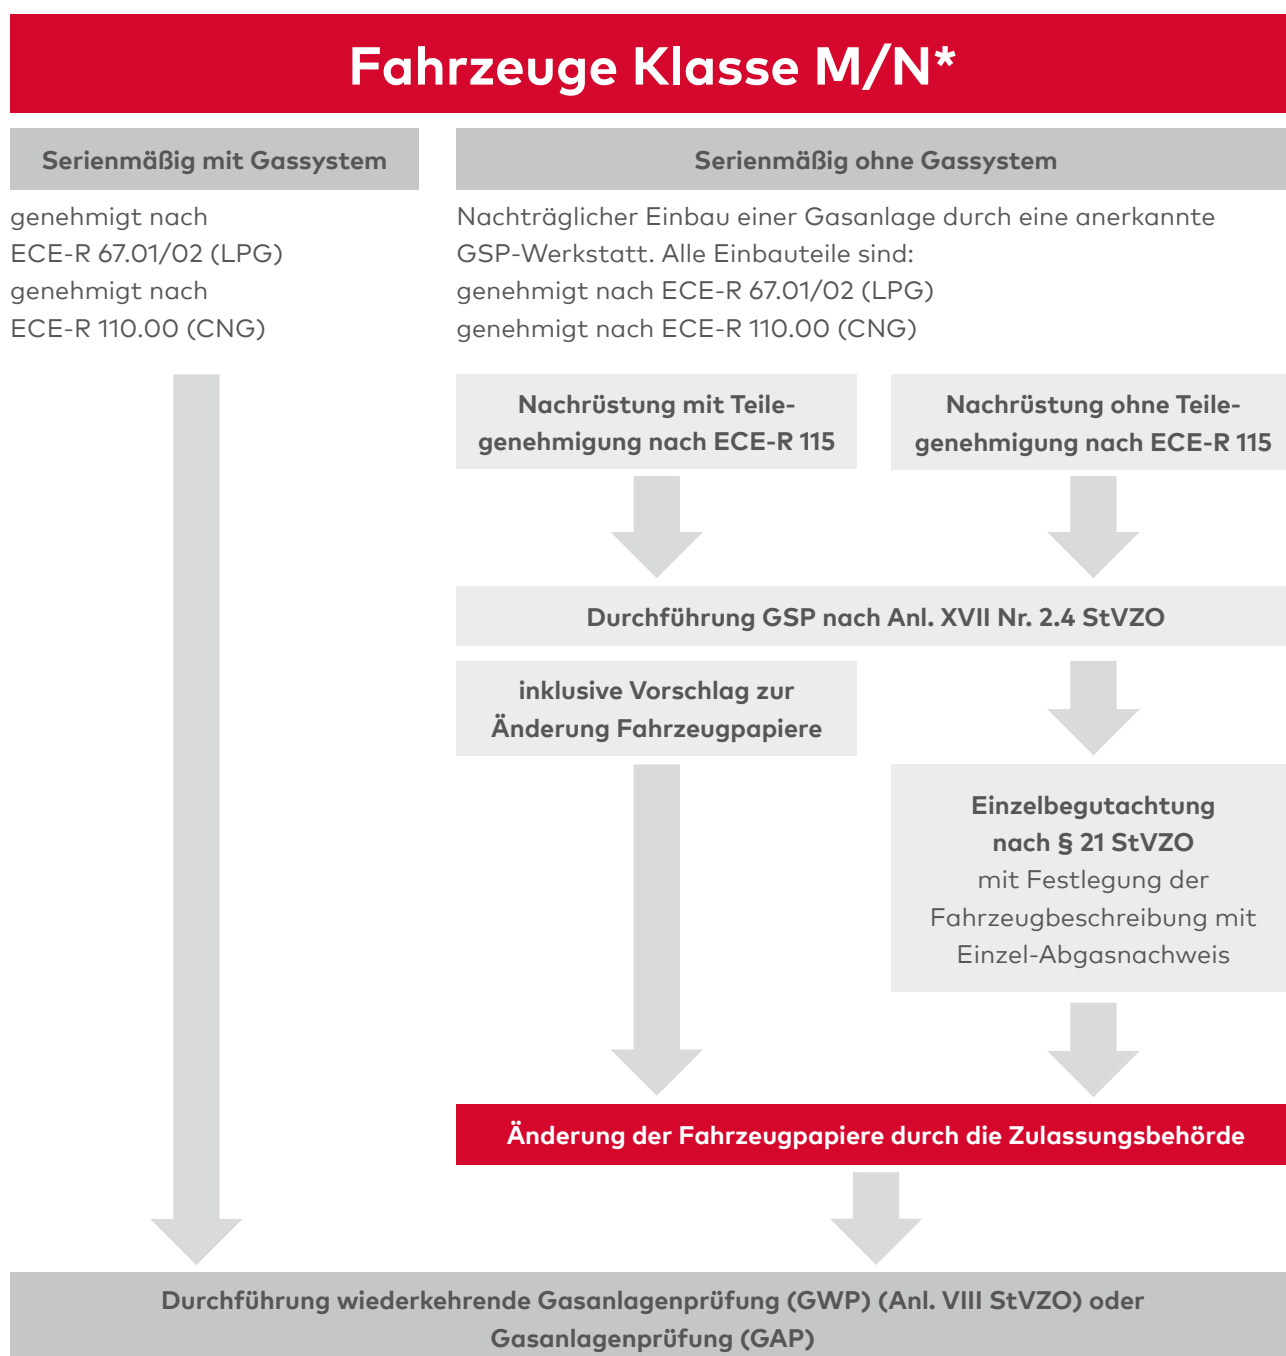 Fahrzeuge Klasse M/N*
Serienmäßig mit Gassystem
genehmigt nach
ECE-R 67.01/02 (LPG)
genehmigt nach
ECE-R 110.00 (CNG)
Serienmäßig ohne Gassystem
Nachträglicher Einbau einer Gasanlage durch eine anerkannte
GSP-Werkstatt. Alle Einbauteile sind:
genehmigt nach ECE-R 67.01/02 (LPG)
genehmigt nach ECE-R 110.00 (CNG)
Nachrüstung mit Teile-
genehmigung nach ECE-R 115
Nachrüstung ohne Teile-
genehmigung nach ECE-R 115
Durchführung GSP nach Anl. XVII Nr. 2.4 StVZO
inklusive Vorschlag zur
Änderung Fahrzeugpapiere
Einzelbegutachtung
nach § 21 StVZO
mit Festlegung der
Fahrzeugbeschreibung mit
Einzel-Abgasnachweis
Änderung der Fahrzeugpapiere durch die Zulassungsbehörde
Durchführung wiederkehrende Gasanlagenprüfung (GWP) (Anl. VIII StVZO) oder
Gasanlagenprüfung (GAP)